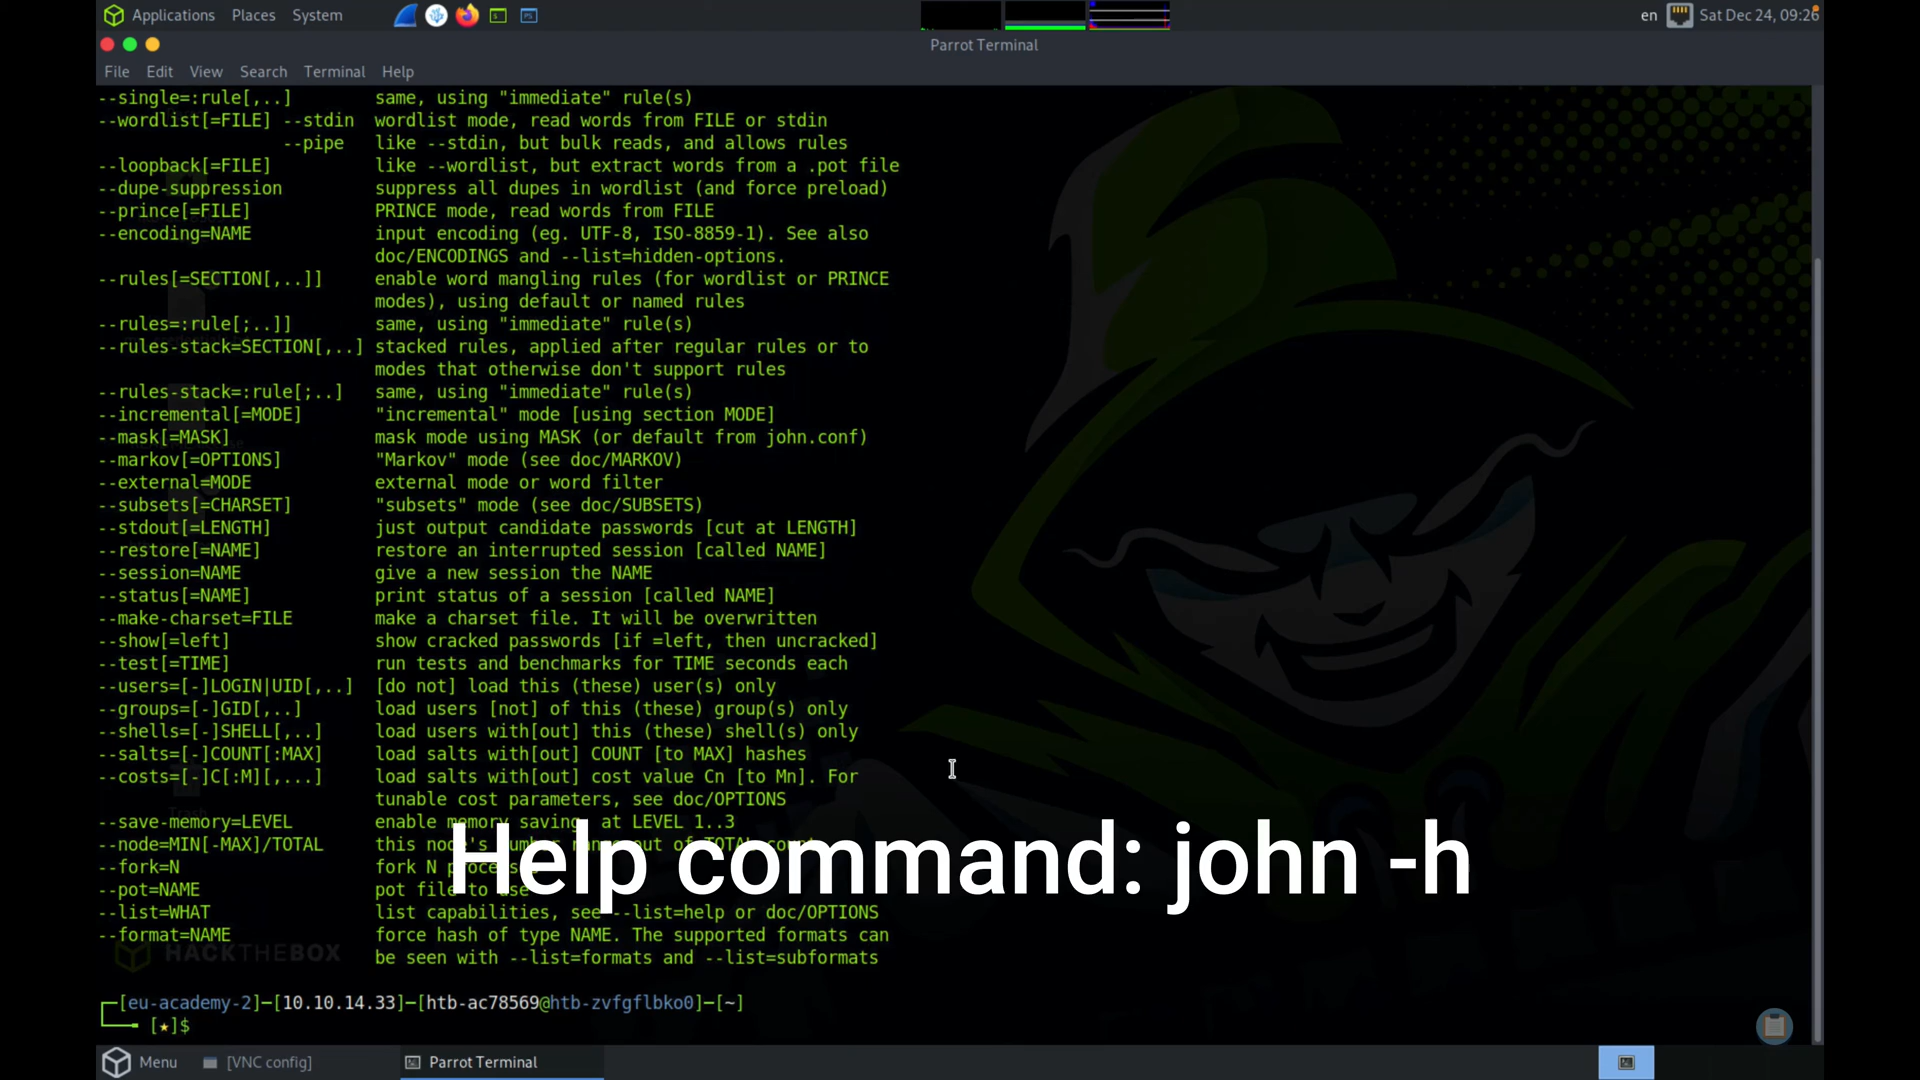 Applications Places System
en Sat Dec 24, 09:26
Parrot Terminal
File Edit View Search Terminal Help
--single=:rule[,..] same, using "immediate" rule(s)
--wordlist[=FILE] --stdin wordlist mode, read words from FILE or stdin
--pipe like --stdin, but bulk reads, and allows rules
--loopback[=FILE] like --wordlist, but extract words from a .pot file
--dupe-suppression suppress all dupes in wordlist (and force preload)
--prince[=FILE] PRINCE mode, read words from FILE
--encoding=NAME input encoding (eg. UTF-8, ISO-8859-1). See also
doc/ENCODINGS and --list=hidden-options.
--rules[=SECTION[,..]] enable word mangling rules (for wordlist or PRINCE
modes), using default or named rules
--rules=:rule[;..]] same, using "immediate" rule(s)
--rules-stack=SECTION[,..] stacked rules, applied after regular rules or to
modes that otherwise don't support rules
--rules-stack=:rule[;..] same, using "immediate" rule(s)
--incremental[=MODE] "incremental" mode [using section MODE]
--mask[=MASK] mask mode using MASK (or default from john.conf)
--markov[=OPTIONS] "Markov" mode (see doc/MARKOV)
--external=MODE external mode or word filter
--subsets[=CHARSET] "subsets" mode (see doc/SUBSETS)
--stdout[=LENGTH] just output candidate passwords [cut at LENGTH]
--restore[=NAME] restore an interrupted session [called NAME]
--session=NAME give a new session the NAME
--status[=NAME] print status of a session [called NAME]
--make-charset=FILE make a charset file. It will be overwritten
--show[=left] show cracked passwords [if =left, then uncracked]
--test[=TIME] run tests and benchmarks for TIME seconds each
--users=[-]LOGIN|UID[,..] [do not] load this (these) user(s) only
--groups=[-]GID[,..] load users [not] of this (these) group(s) only
--shells=[-]SHELL[,..] load users with[out] this (these) shell(s) only
--salts=[-]COUNT[:MAX] load salts with[out] COUNT [to MAX] hashes
--costs=[-]C[:M][,...] load salts with[out] cost value Cn [to Mn]. For
tunable cost parameters, see doc/OPTIONS
Trash
--save-memory=LEVEL enable memory saving, at LEVEL 1..3
--node=MIN[-MAX]/TOTAL this node's number range out of TOTAL count
--fork=N fork N processes
Help command: john -h
--pot=NAME pot file to use
--list=WHAT list capabilities, see --list=help or doc/OPTIONS
--format=NAME force hash of type NAME. The supported formats can
HACKTHEBOX be seen with --list=formats and --list=subformats
[eu-academy-2]─[10.10.14.33]─[htb-ac78569@htb-zvfgflbko0]─[~]
[★]$
Menu [VNC config] Parrot Terminal